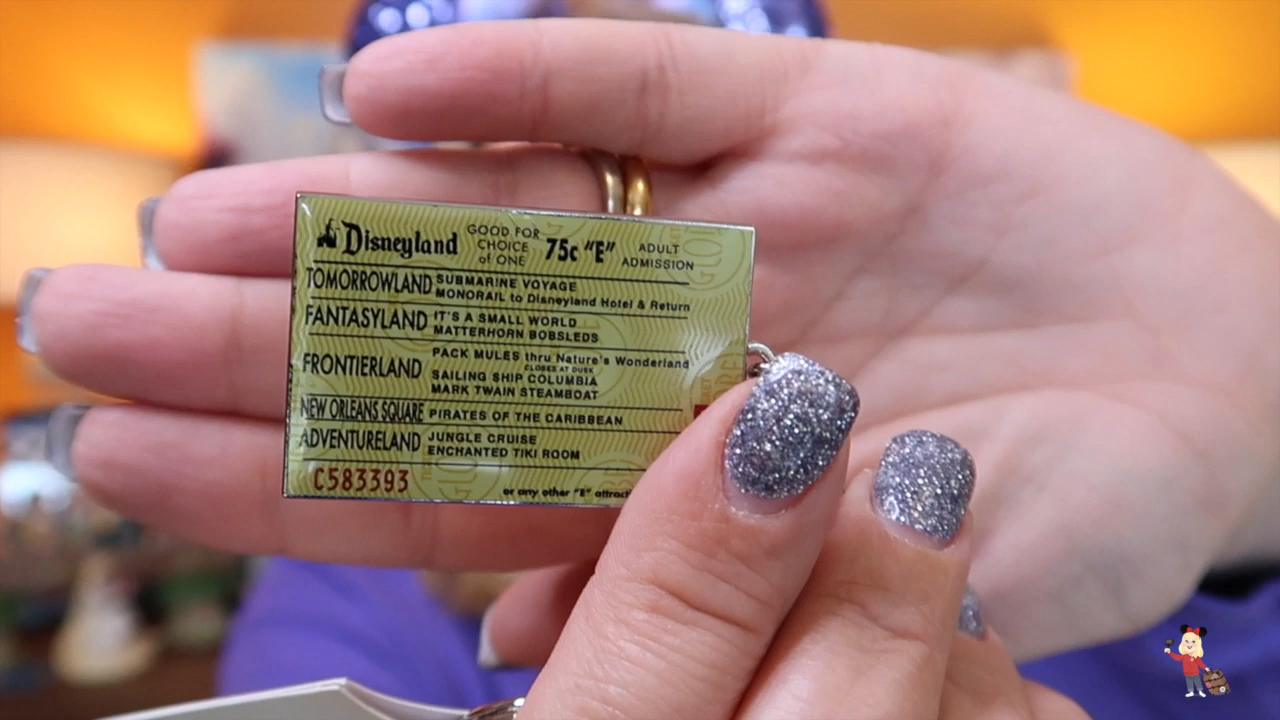 Disneyland GOOD FOR CHOICE of ONE 75c "E" ADULT ADMISSION
TOMORROWLAND SUBMARINE VOYAGE
MONORAIL to Disneyland Hotel & Return
FANTASYLAND IT'S A SMALL WORLD
MATTERHORN BOBSLEDS
FRONTIERLAND PACK MULES thru Nature's Wonderland
CLOSES AT DUSK
SAILING SHIP COLUMBIA
MARK TWAIN STEAMBOAT
NEW ORLEANS SQUARE PIRATES OF THE CARIBBEAN
ADVENTURELAND JUNGLE CRUISE
ENCHANTED TIKI ROOM
C583393 or any other "E"